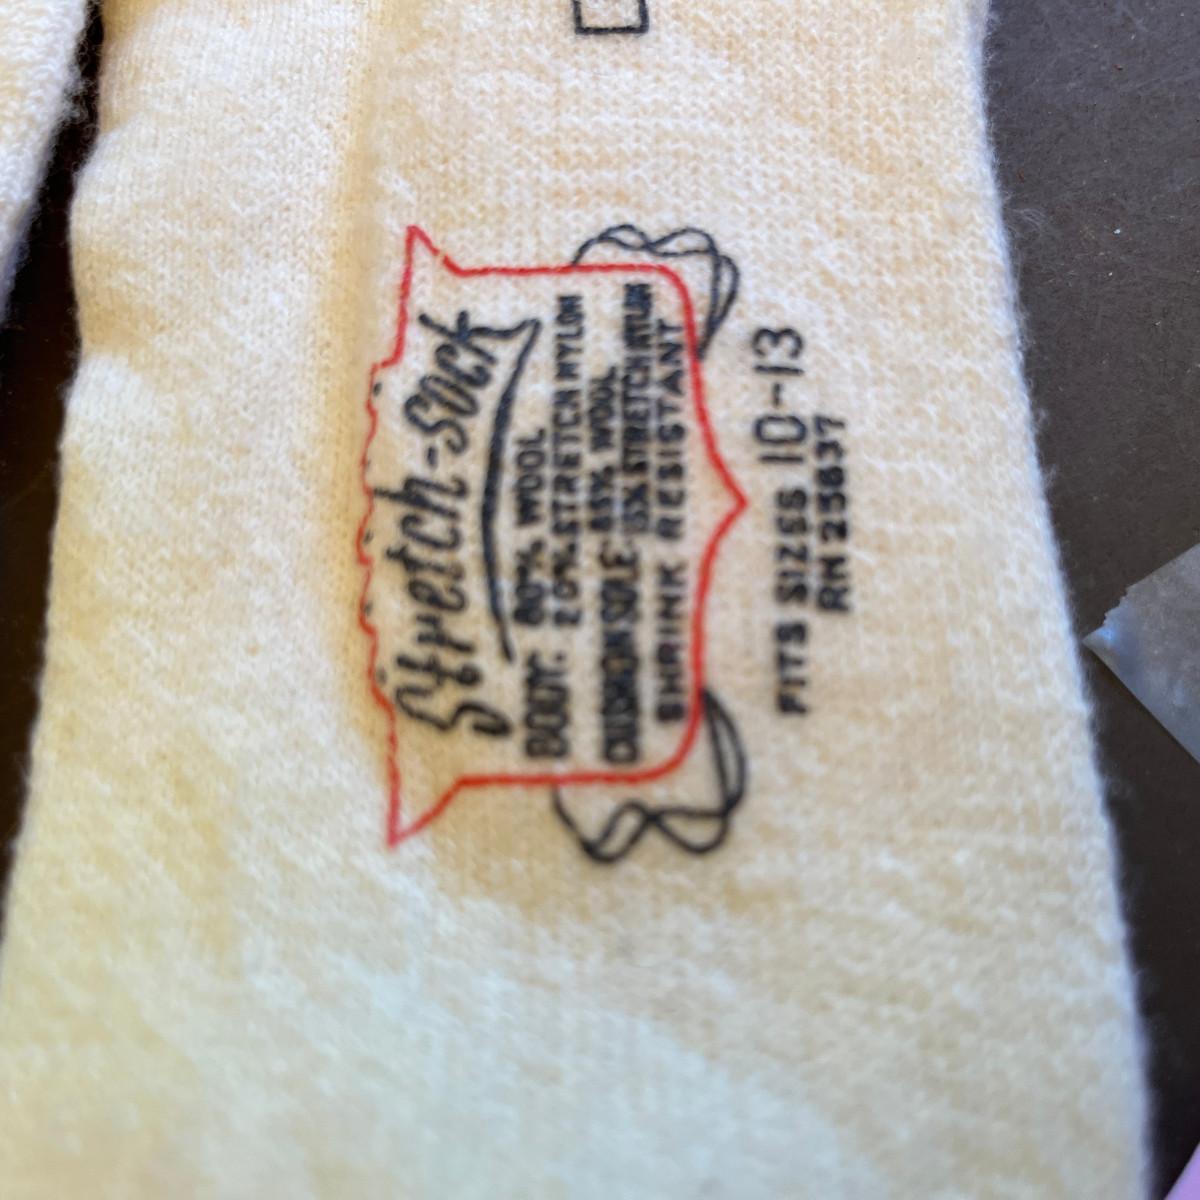 Stretch-Sock
BODY: 80% WOOL
20% STRETCH NYLON
CUSHION SOLE 85% WOOL
15% STRETCH NYLON
SHRINK RESISTANT
FITS SIZES 10-13
RN 25837